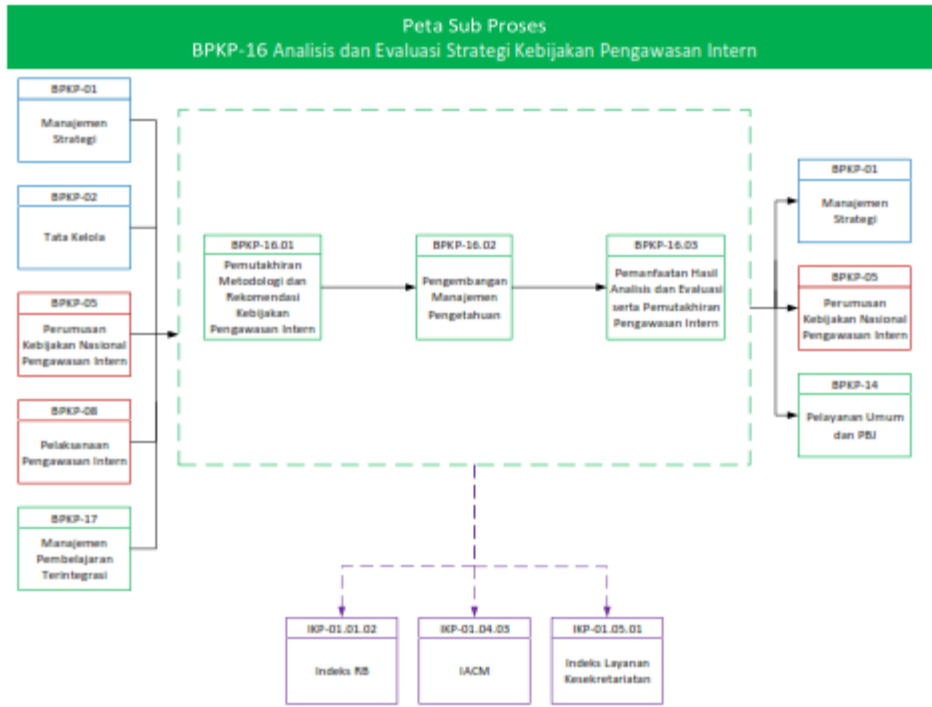 Peta Sub Proses
BPKP-16 Analisis dan Evaluasi Strategi Kebijakan Pengawasan Intern
BPKP-01
Manajemen
Strategi
BPKP-02
Tata Kelola
BPKP-05
Perumusan
Kebijakan Nasional
Pengawasan Intern
BPKP-08
Pelaksanaan
Pengawasan Intern
BPKP-17
Manajemen
Pembelajaran
Terintegrasi
BPKP-16.01
Pemutakhiran
Metodologi dan
Rekomendasi
Kebijakan
Pengawasan Intern
BPKP-16.02
Pengembangan
Manajemen
Pengetahuan
BPKP-16.03
Pemanfaatan Hasil
Analisis dan Evaluasi
serta Pemutakhiran
Pengawasan Intern
BPKP-01
Manajemen
Strategi
BPKP-05
Perumusan
Kebijakan Nasional
Pengawasan Intern
BPKP-14
Pelayanan Umum
dan PBJ
IKP-01.01.02
Indeks RB
IKP-01.04.03
IACM
IKP-01.05.01
Indeks Layanan
Kesekretariatan